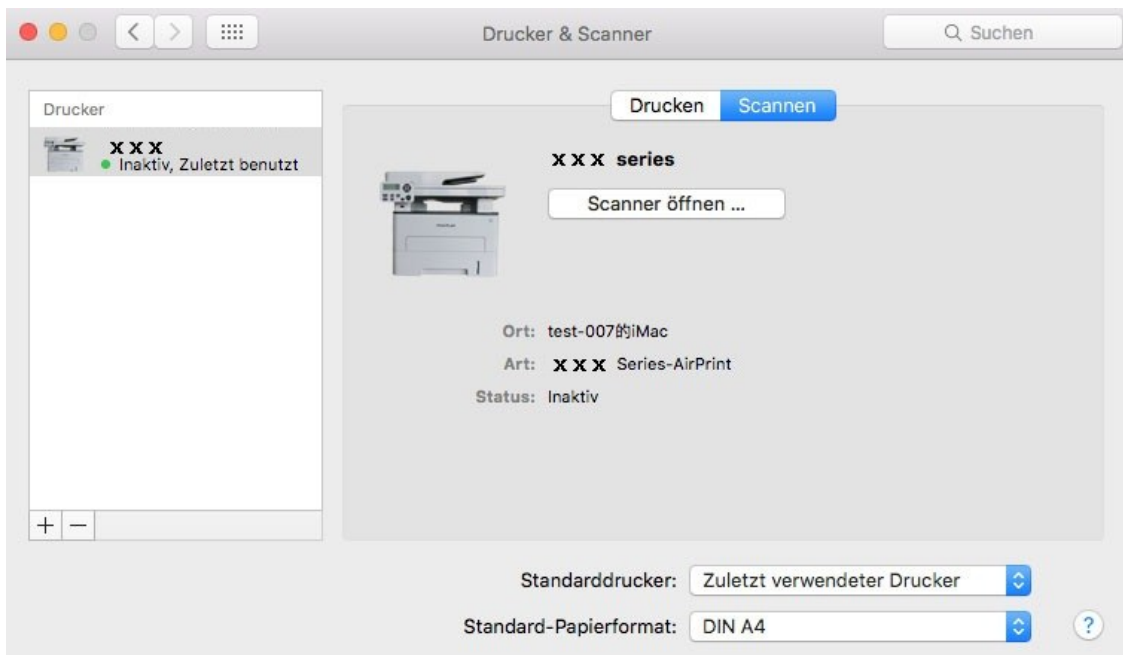 Drucker & Scanner
Suchen
Drucker
x x x
Inaktiv, Zuletzt benutzt
Drucken Scannen
x x x series
Scanner öffnen ...
Ort: test-007的iMac
Art: x x x Series-AirPrint
Status: Inaktiv
+ −
Standarddrucker: Zuletzt verwendeter Drucker
Standard-Papierformat: DIN A4
?